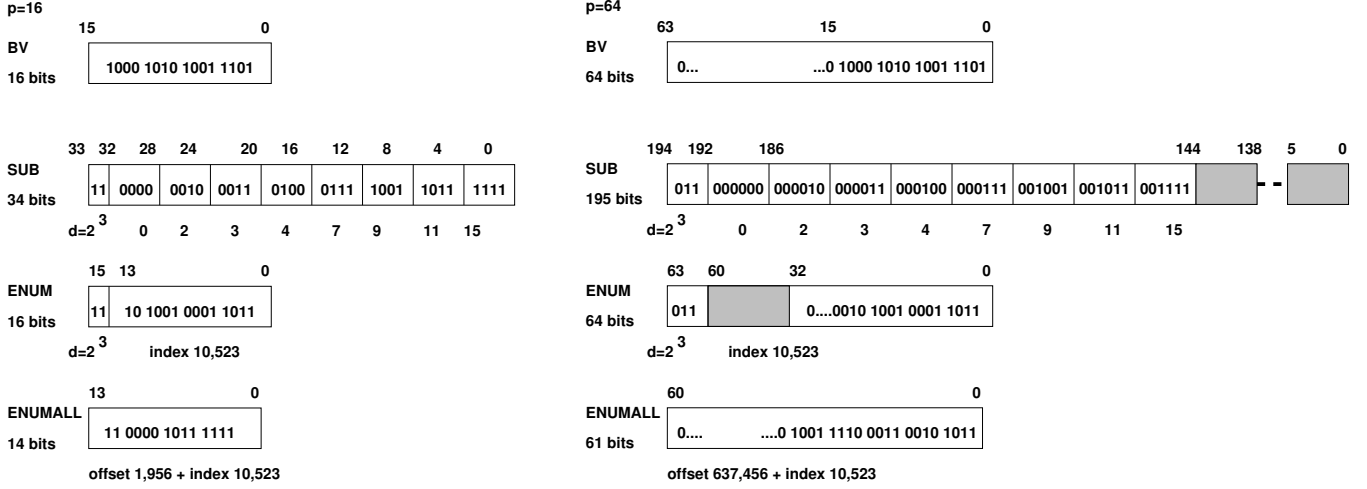 p=16
15 0
BV
1000 1010 1001 1101
16 bits
33 32 28 24 20 16 12 8 4 0
SUB
11 0000 0010 0011 0100 0111 1001 1011 1111
34 bits
d=2 3 0 2 3 4 7 9 11 15
15 13 0
ENUM
11 10 1001 0001 1011
16 bits
d=2 3 index 10,523
13 0
ENUMALL
11 0000 1011 1111
14 bits
offset 1,956 + index 10,523
p=64
63 15 0
BV
0... ...0 1000 1010 1001 1101
64 bits
194 192 186 144 138 5 0
SUB
011 000000 000010 000011 000100 000111 001001 001011 001111
195 bits
d=2 3 0 2 3 4 7 9 11 15
63 60 32 0
ENUM
011 0....0010 1001 0001 1011
64 bits
d=2 3 index 10,523
60 0
ENUMALL
0.... ....0 1001 1110 0011 0010 1011
61 bits
offset 637,456 + index 10,523